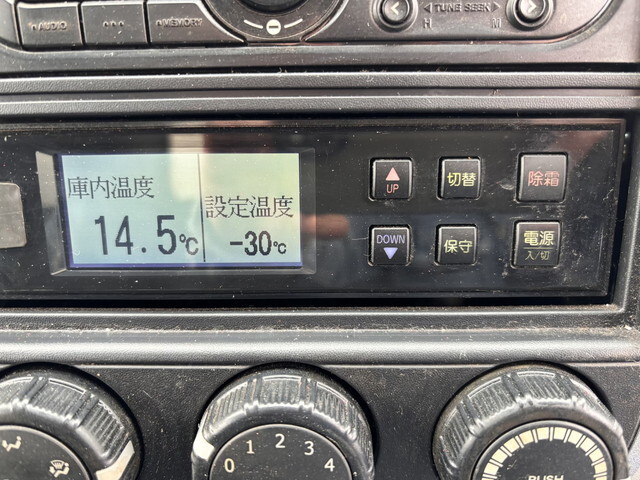 AUDIO
MEMORY
TUNE SEEK
H M
庫内温度
14.5℃
設定温度
-30℃
UP
切替
除霜
DOWN
保守
電源
入/切
0 1 2 3 4
PUSH